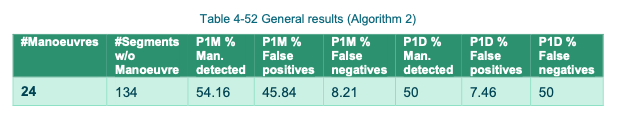 Table 4-52 General results (Algorithm 2)
#Manoeuvres #Segments w/o Manoeuvre P1M % Man. detected P1M % False positives P1M % False negatives P1D % Man. detected P1D % False positives P1D % False negatives
24 134 54.16 45.84 8.21 50 7.46 50